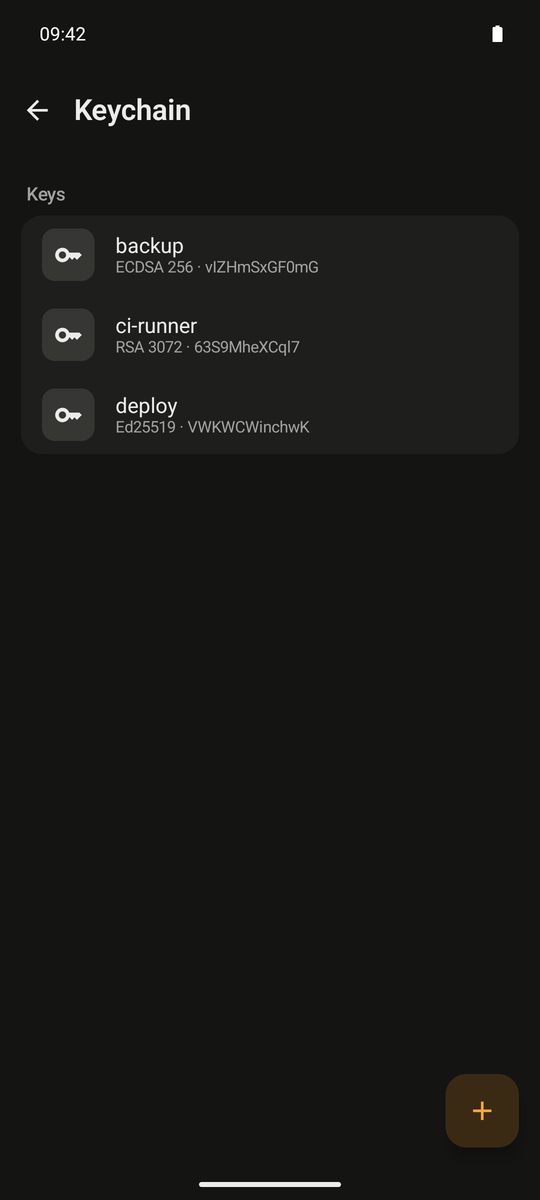 09:42
Keychain
Keys
backup
ECDSA 256 · vIZHmSxGF0mG
ci-runner
RSA 3072 · 63S9MheXCql7
deploy
Ed25519 · VWKWCWinchwK